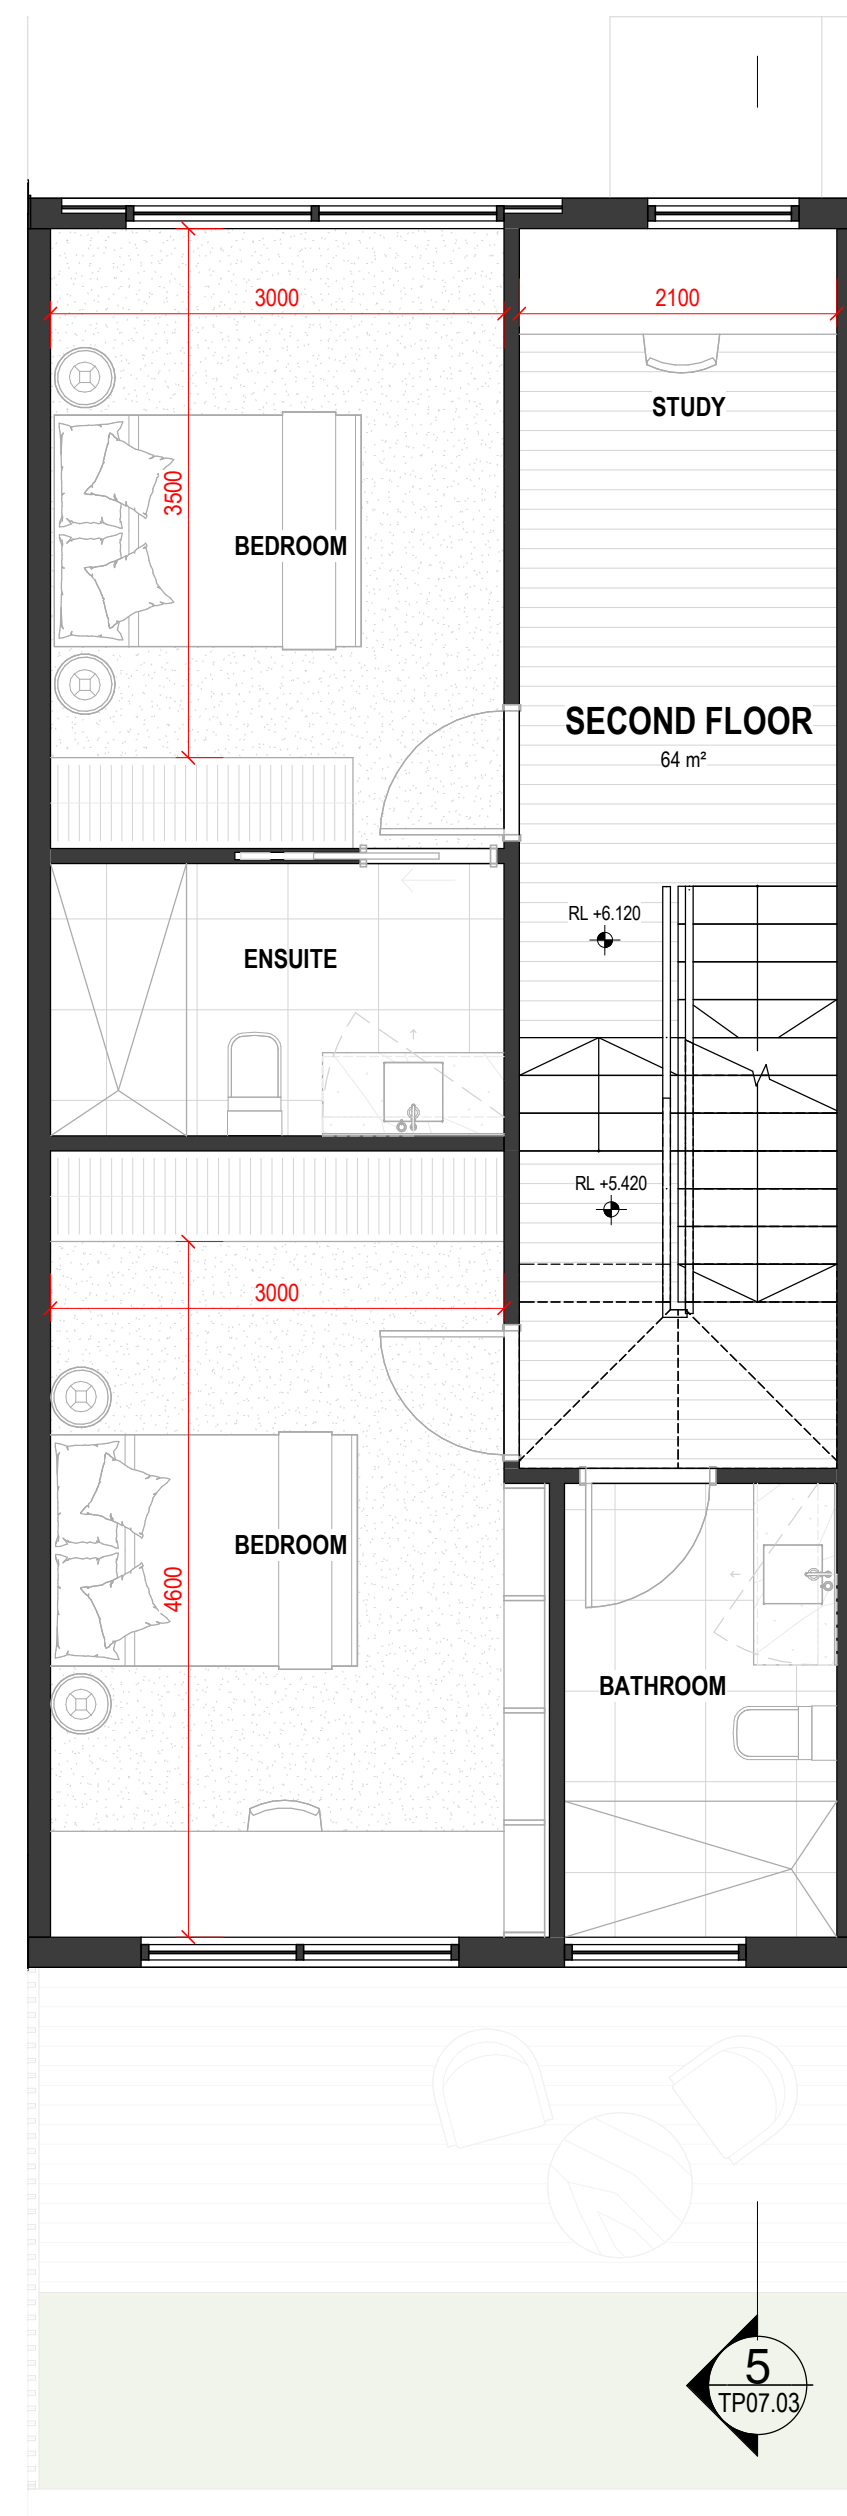 3000
2100
STUDY
3500
BEDROOM
SECOND FLOOR
64 m²
RL +6.120
ENSUITE
RL +5.420
3000
BEDROOM
4600
BATHROOM
5
TP07.03